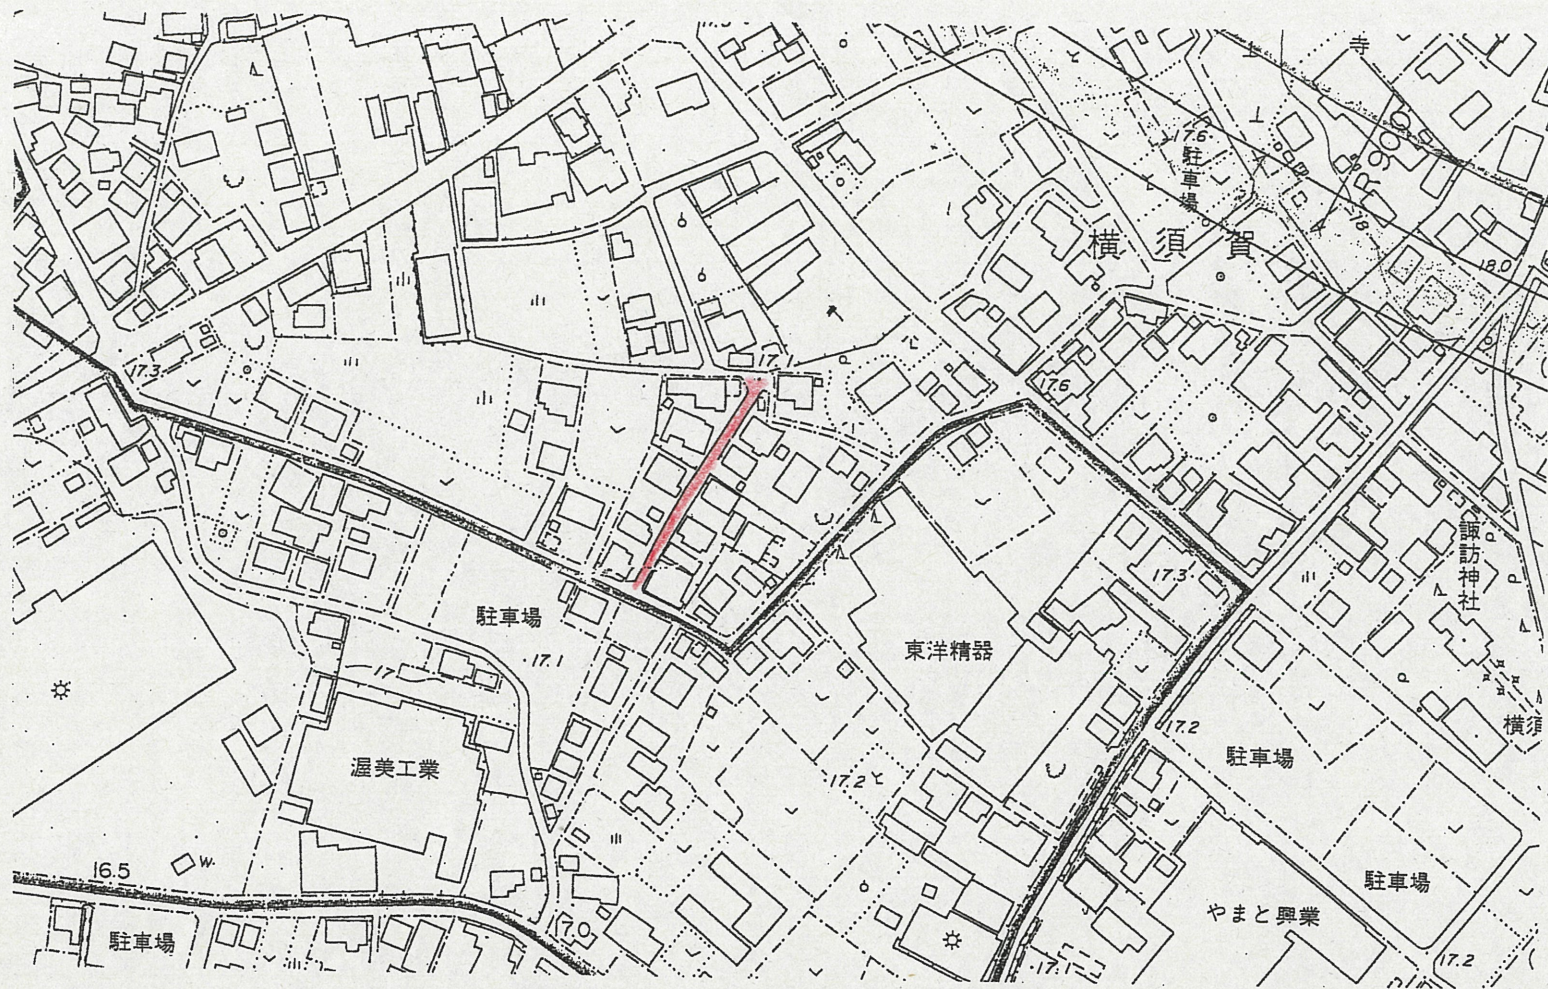 寺
17.6
駐車場
R 90
横須賀
18.0
17.1
17.3
17.6
諏訪神社
駐車場
17.3
17.1
東洋精器
17
横須
17.2
渥美工業
17.2
駐車場
16.5
W.
駐車場
やまと興業
17.0
駐車場
17.1
17.2